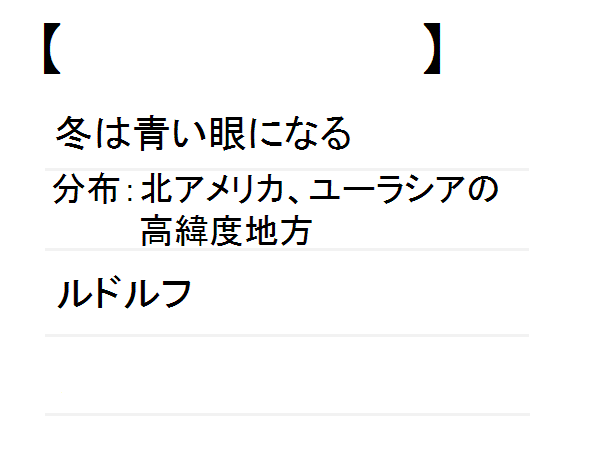 【 】
冬は青い眼になる
分布：北アメリカ、ユーラシアの
高緯度地方
ルドルフ